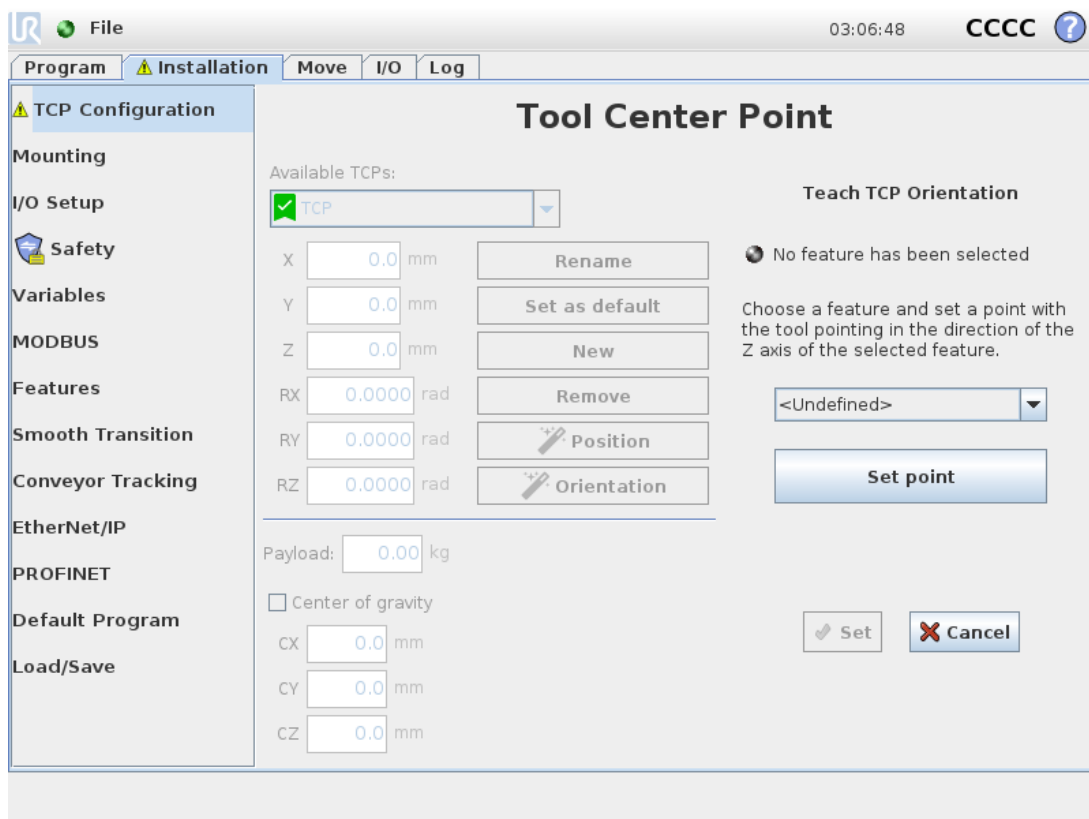 UR
File
03:06:48
CCCC
?
Program
Installation
Move
I/O
Log
TCP Configuration
Mounting
I/O Setup
Safety
Variables
MODBUS
Features
Smooth Transition
Conveyor Tracking
EtherNet/IP
PROFINET
Default Program
Load/Save
Tool Center Point
Available TCPs:
TCP
X 0.0 mm
Rename
Y 0.0 mm
Set as default
Z 0.0 mm
New
RX 0.0000 rad
Remove
RY 0.0000 rad
Position
RZ 0.0000 rad
Orientation
Payload: 0.00 kg
Center of gravity
CX 0.0 mm
CY 0.0 mm
CZ 0.0 mm
Teach TCP Orientation
No feature has been selected
Choose a feature and set a point with
the tool pointing in the direction of the
Z axis of the selected feature.
<Undefined>
Set point
Set
Cancel